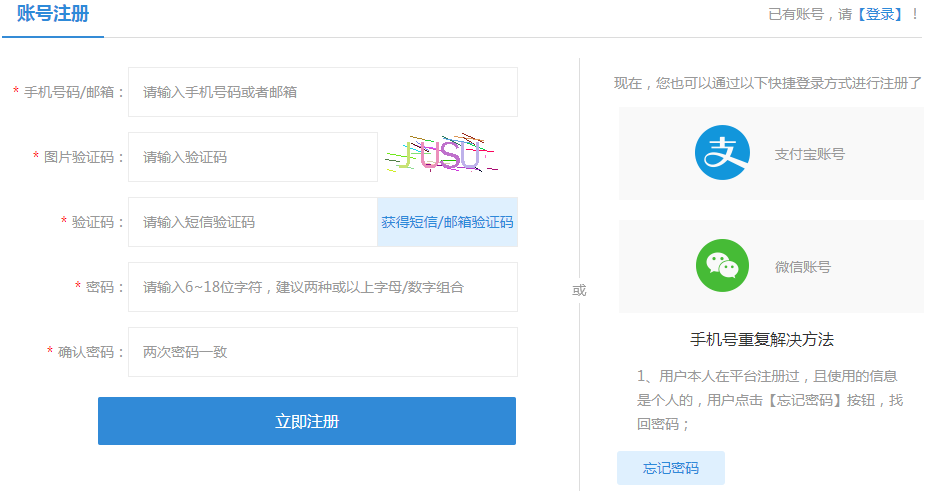 账号注册
已有账号，请【登录】！
* 手机号码/邮箱：
请输入手机号码或者邮箱
* 图片验证码：
请输入验证码
JUSU
* 验证码：
请输入短信验证码
获得短信/邮箱验证码
* 密码：
请输入6~18位字符，建议两种或以上字母/数字组合
* 确认密码：
两次密码一致
立即注册
或
现在，您也可以通过以下快捷登录方式进行注册了
支
支付宝账号
微信账号
手机号重复解决方法
1、用户本人在平台注册过，且使用的信息
是个人的，用户点击【忘记密码】按钮，找
回密码；
忘记密码